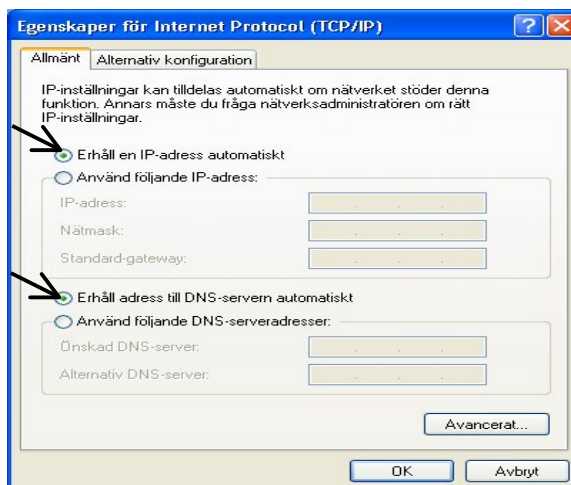 Egenskaper för Internet Protocol (TCP/IP)
Allmänt Alternativ konfiguration
IP-inställningar kan tilldelas automatiskt om nätverket stöder denna
funktion. Annars måste du fråga nätverksadministratören om rätt
IP-inställningar.
Erhåll en IP-adress automatiskt
Använd följande IP-adress:
IP-adress:
Nätmask:
Standard-gateway:
Erhåll adress till DNS-servern automatiskt
Använd följande DNS-serveradresser:
Önskad DNS-server:
Alternativ DNS-server:
Avancerat...
OK Avbryt